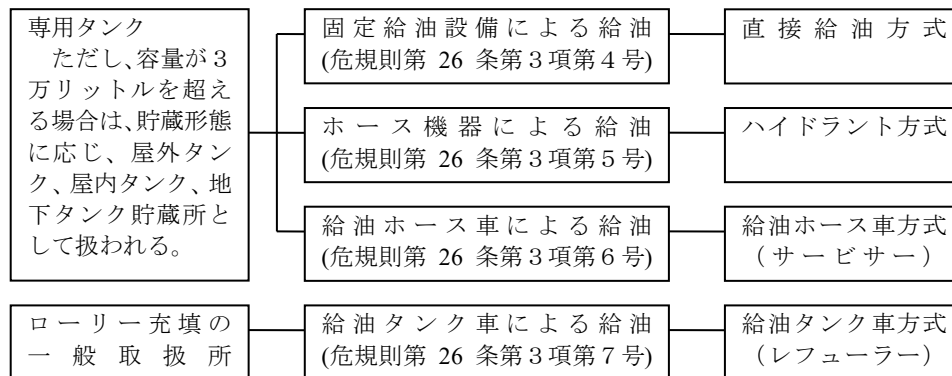 専用タンク
ただし、容量が３
万リットルを超え
る場合は、貯蔵形態
に応じ、屋外タン
ク、屋内タンク、地
下タンク貯蔵所と
して扱われる。
固定給油設備による給油
(危規則第 26 条第３項第４号)
直接給油方式
ホース機器による給油
(危規則第 26 条第３項第５号)
ハイドラント方式
給油ホース車による給油
(危規則第 26 条第３項第６号)
給油ホース車方式
（サービサー）
ローリー充填の
一般取扱所
給油タンク車による給油
(危規則第 26 条第３項第７号)
給油タンク車方式
（レフューラー）